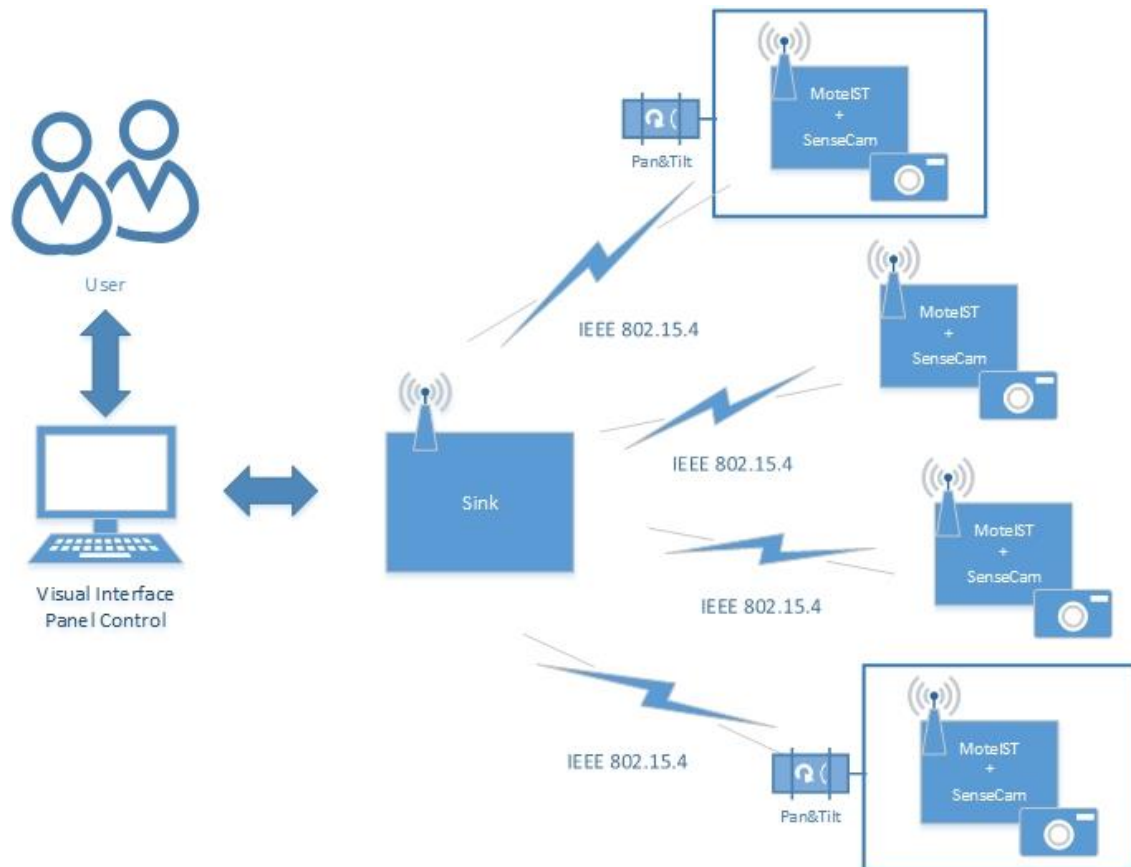 MoteIST
+
SenseCam
Pan&Tilt
User
IEEE 802.15.4
MoteIST
+
SenseCam
IEEE 802.15.4
Sink
MoteIST
+
SenseCam
Visual Interface
Panel Control
IEEE 802.15.4
IEEE 802.15.4
MoteIST
+
SenseCam
Pan&Tilt